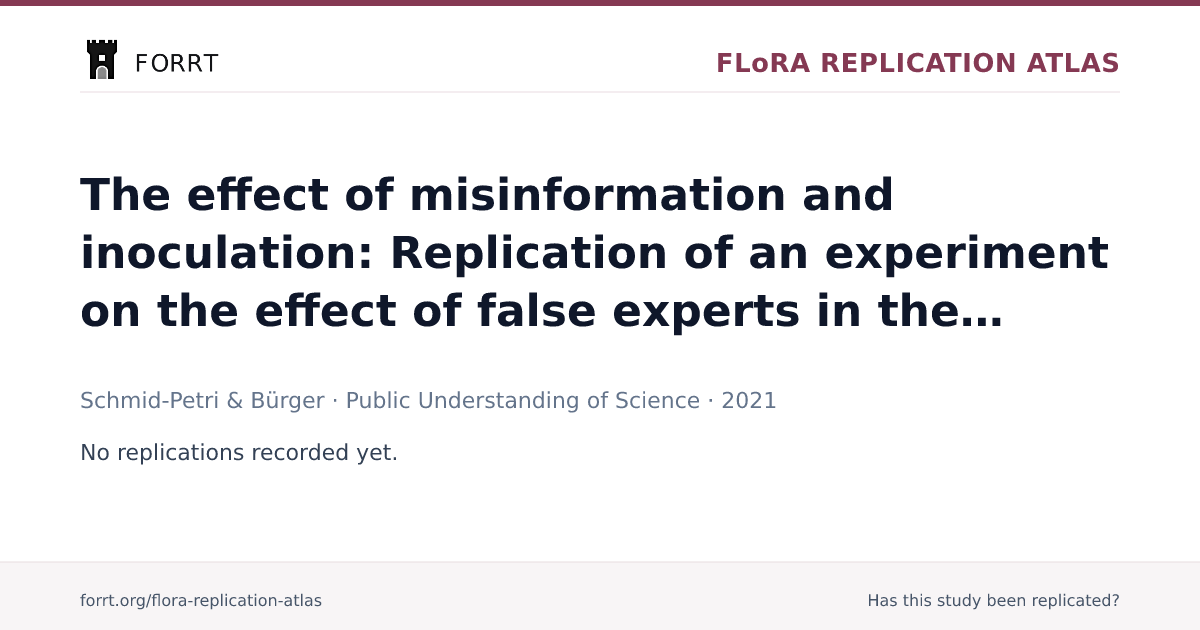 FORRT
FLoRA REPLICATION ATLAS
The effect of misinformation and
inoculation: Replication of an experiment
on the effect of false experts in the…
Schmid-Petri & Bürger · Public Understanding of Science · 2021
No replications recorded yet.
forrt.org/flora-replication-atlas
Has this study been replicated?